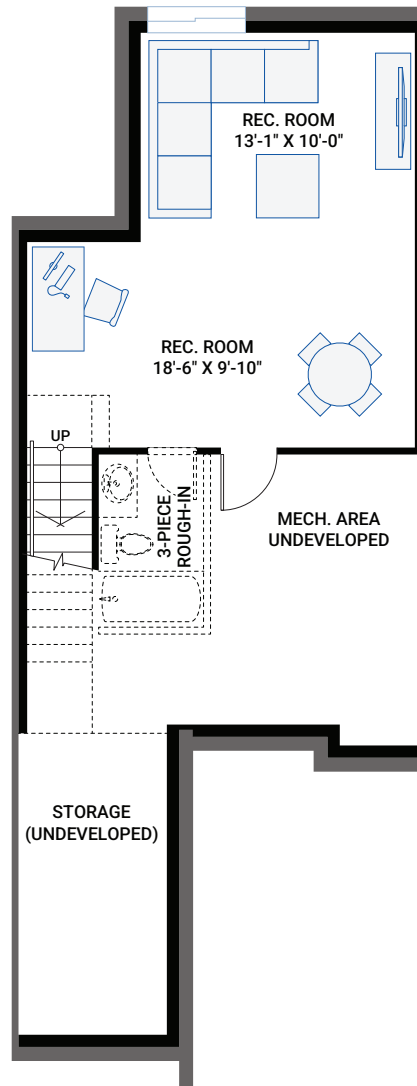 REC. ROOM
13'-1" X 10'-0"
REC. ROOM
18'-6" X 9'-10"
UP
3-PIECE
ROUGH-IN
MECH. AREA
UNDEVELOPED
STORAGE
(UNDEVELOPED)